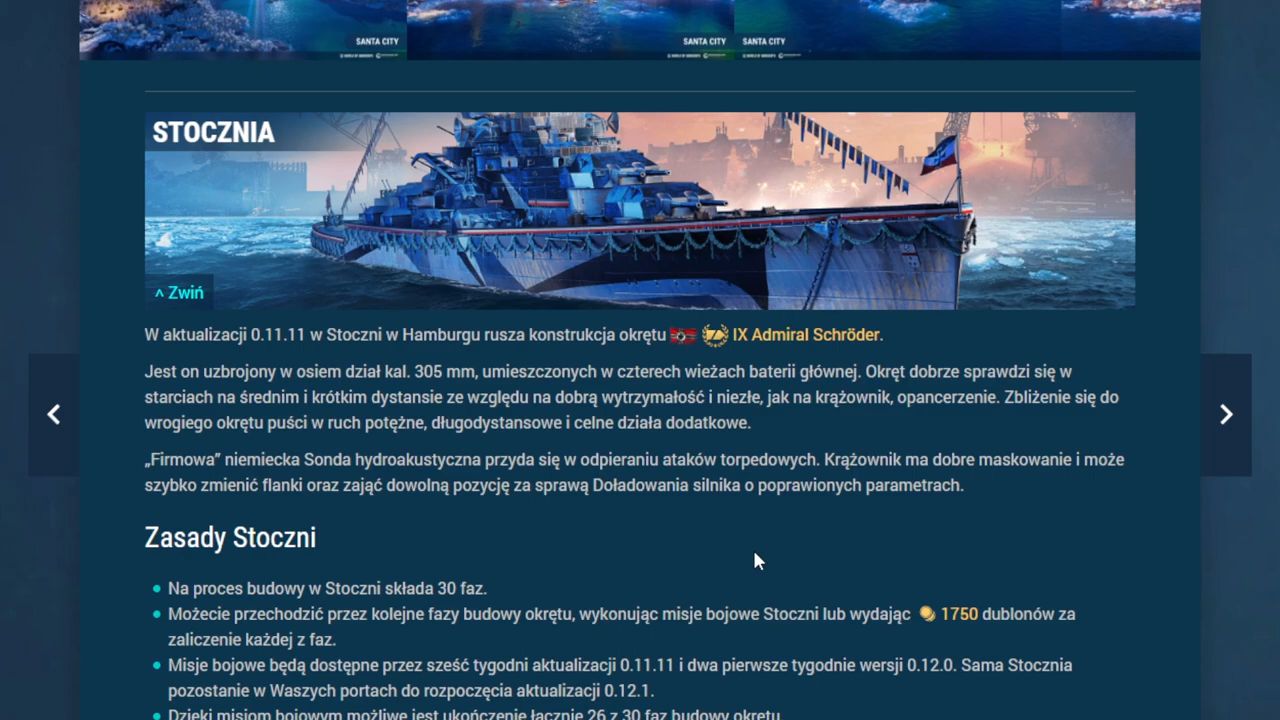 SANTA CITY
SANTA CITY
SANTA CITY
STOCZNIA
^ Zwiń
W aktualizacji 0.11.11 w Stoczni w Hamburgu rusza konstrukcja okrętu IX Admiral Schröder.
Jest on uzbrojony w osiem dział kal. 305 mm, umieszczonych w czterech wieżach baterii głównej. Okręt dobrze sprawdzi się w
starciach na średnim i krótkim dystansie ze względu na dobrą wytrzymałość i niezłe, jak na krążownik, opancerzenie. Zbliżenie się do
wrogiego okrętu puści w ruch potężne, długodystansowe i celne działa dodatkowe.
„Firmowa” niemiecka Sonda hydroakustyczna przyda się w odpieraniu ataków torpedowych. Krążownik ma dobre maskowanie i może
szybko zmienić flanki oraz zająć dowolną pozycję za sprawą Doładowania silnika o poprawionych parametrach.
Zasady Stoczni
Na proces budowy w Stoczni składa 30 faz.
Możecie przechodzić przez kolejne fazy budowy okrętu, wykonując misje bojowe Stoczni lub wydając 1750 dublonów za
zaliczenie każdej z faz.
Misje bojowe będą dostępne przez sześć tygodni aktualizacji 0.11.11 i dwa pierwsze tygodnie wersji 0.12.0. Sama Stocznia
pozostanie w Waszych portach do rozpoczęcia aktualizacji 0.12.1.
Dzięki misjom bojowym możliwe jest ukończenie łącznie 26 z 30 faz budowy okrętu.